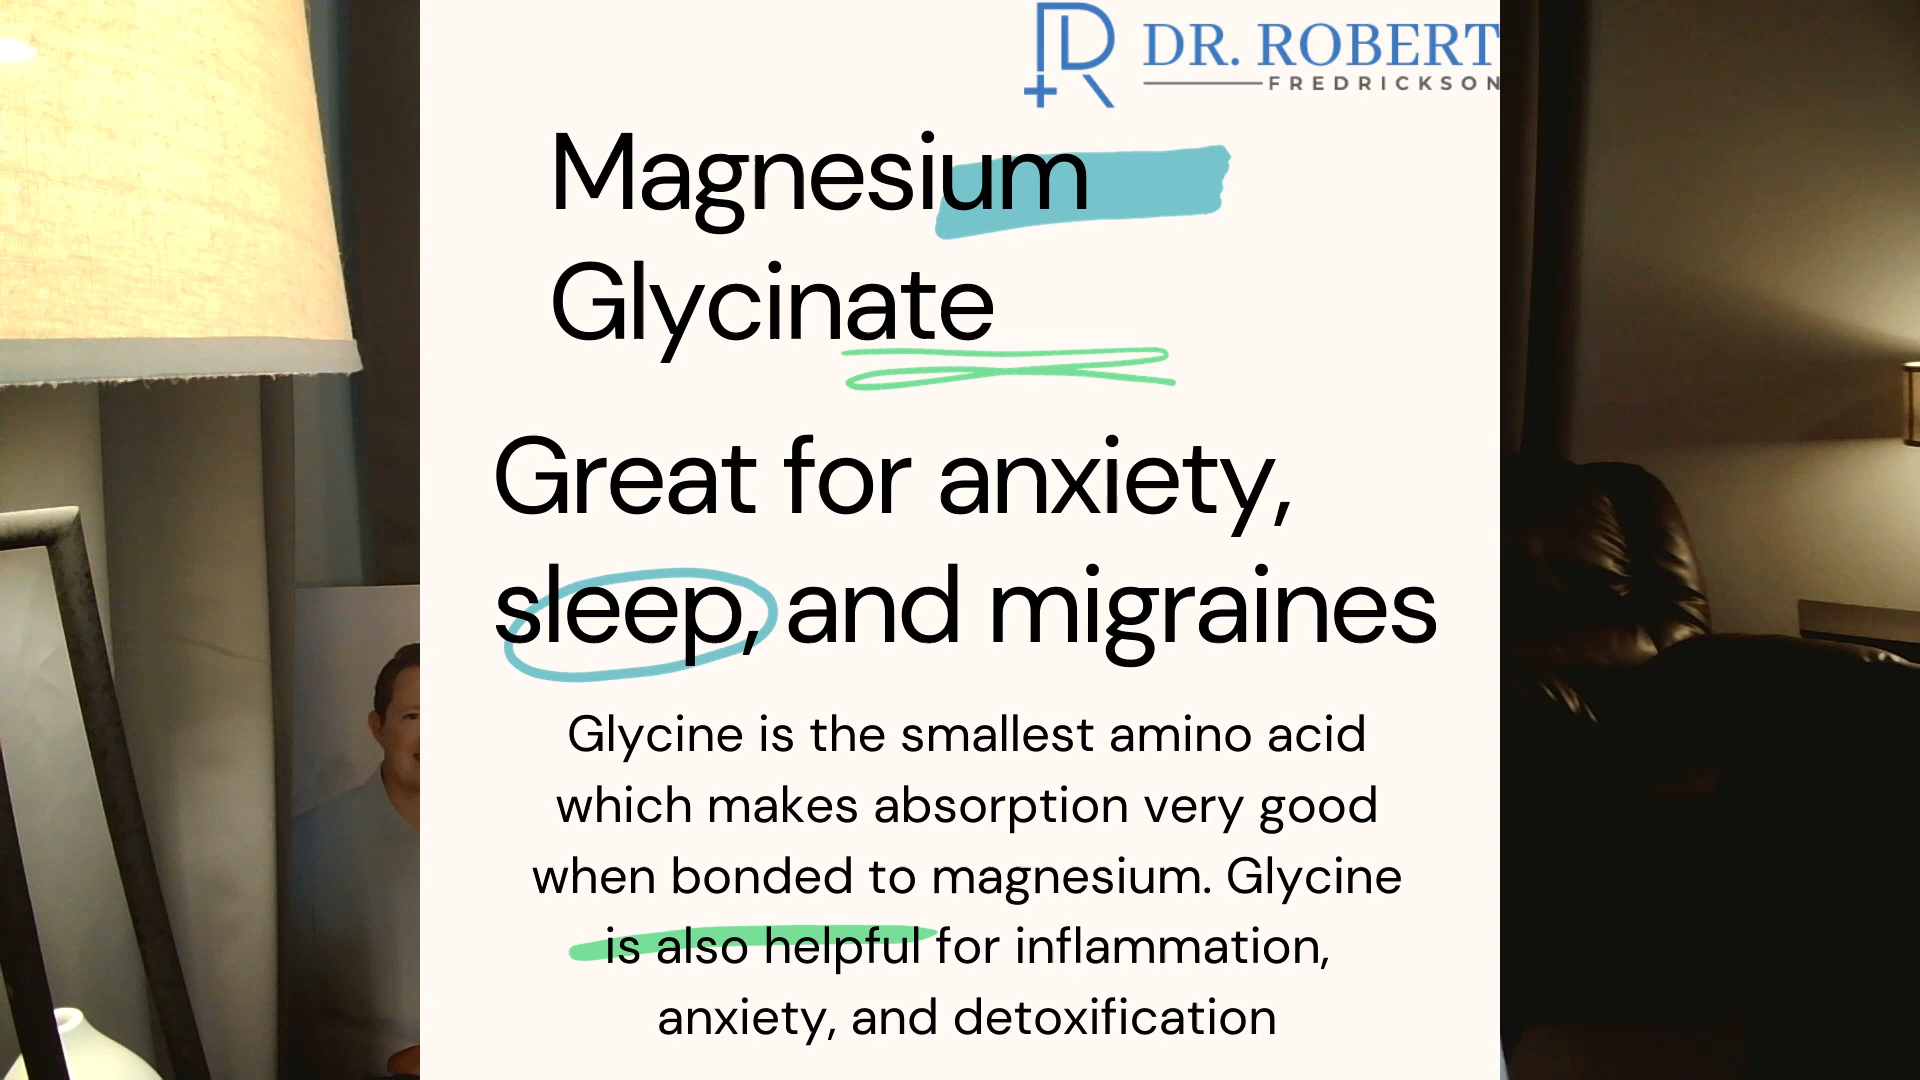 DR. ROBERT
FREDRICKSON
Magnesium
Glycinate
Great for anxiety,
sleep, and migraines
Glycine is the smallest amino acid
which makes absorption very good
when bonded to magnesium. Glycine
is also helpful for inflammation,
anxiety, and detoxification